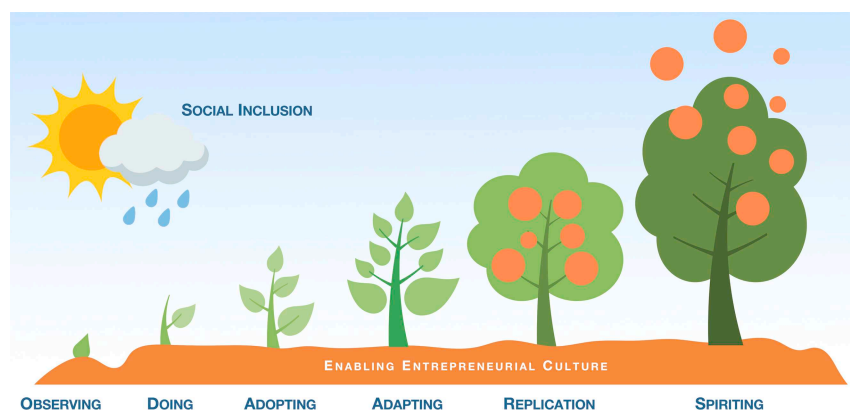 SOCIAL INCLUSION
ENABLING ENTREPRENEURIAL CULTURE
OBSERVING DOING ADOPTING ADAPTING REPLICATION SPIRITING